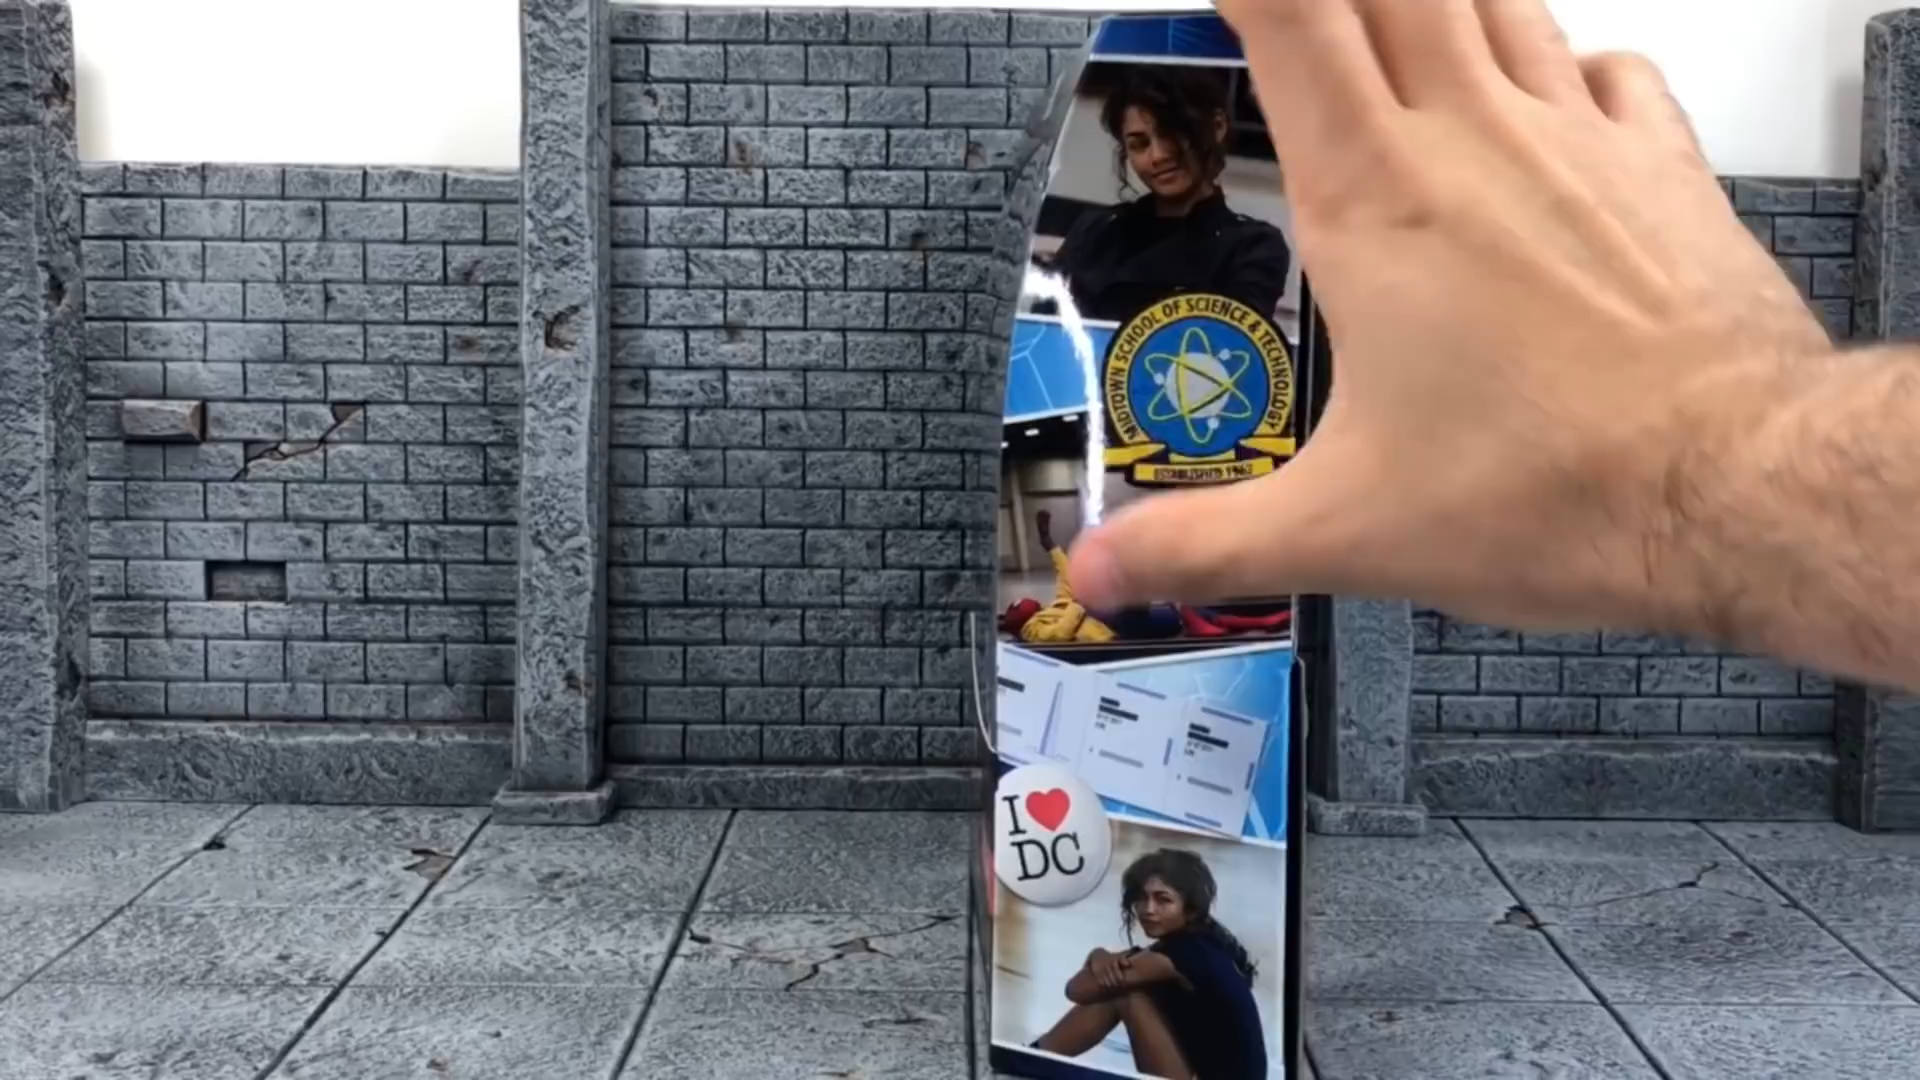 MIDTOWN SCHOOL OF SCIENCE & TECHNOLOGY
ESTABLISHED 1962
I ❤
DC